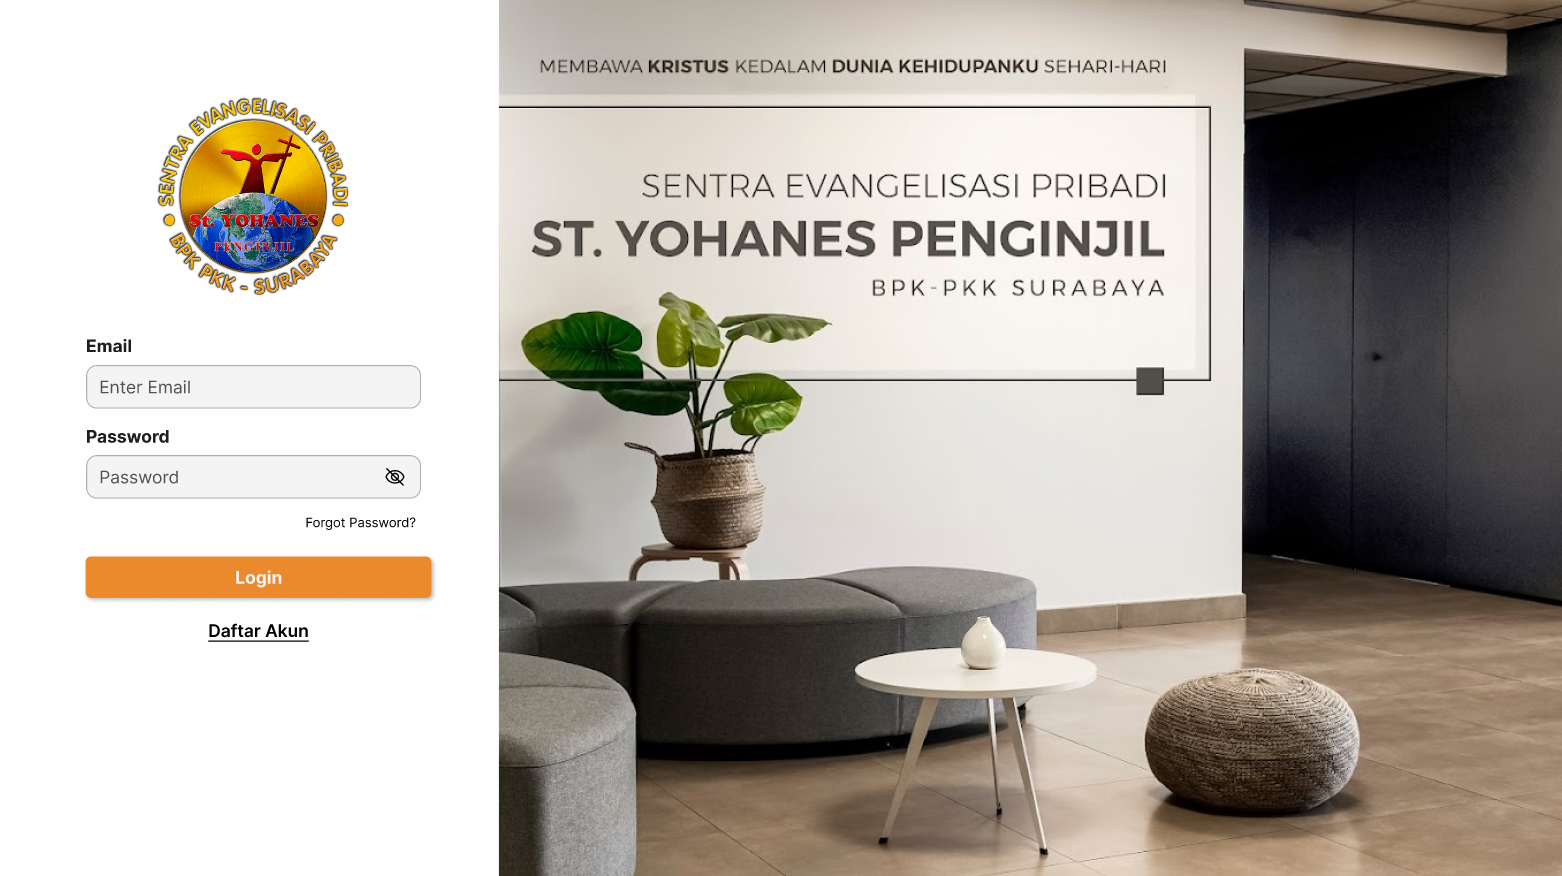 SENTRA EVANGELISASI PRIBADI
St. YOHANES
PENGINJIL
BPK PKK - SURABAYA
Email
Enter Email
Password
Password
Forgot Password?
Login
Daftar Akun
MEMBAWA KRISTUS KEDALAM DUNIA KEHIDUPANKU SEHARI-HARI
SENTRA EVANGELISASI PRIBADI
ST. YOHANES PENGINJIL
BPK-PKK SURABAYA